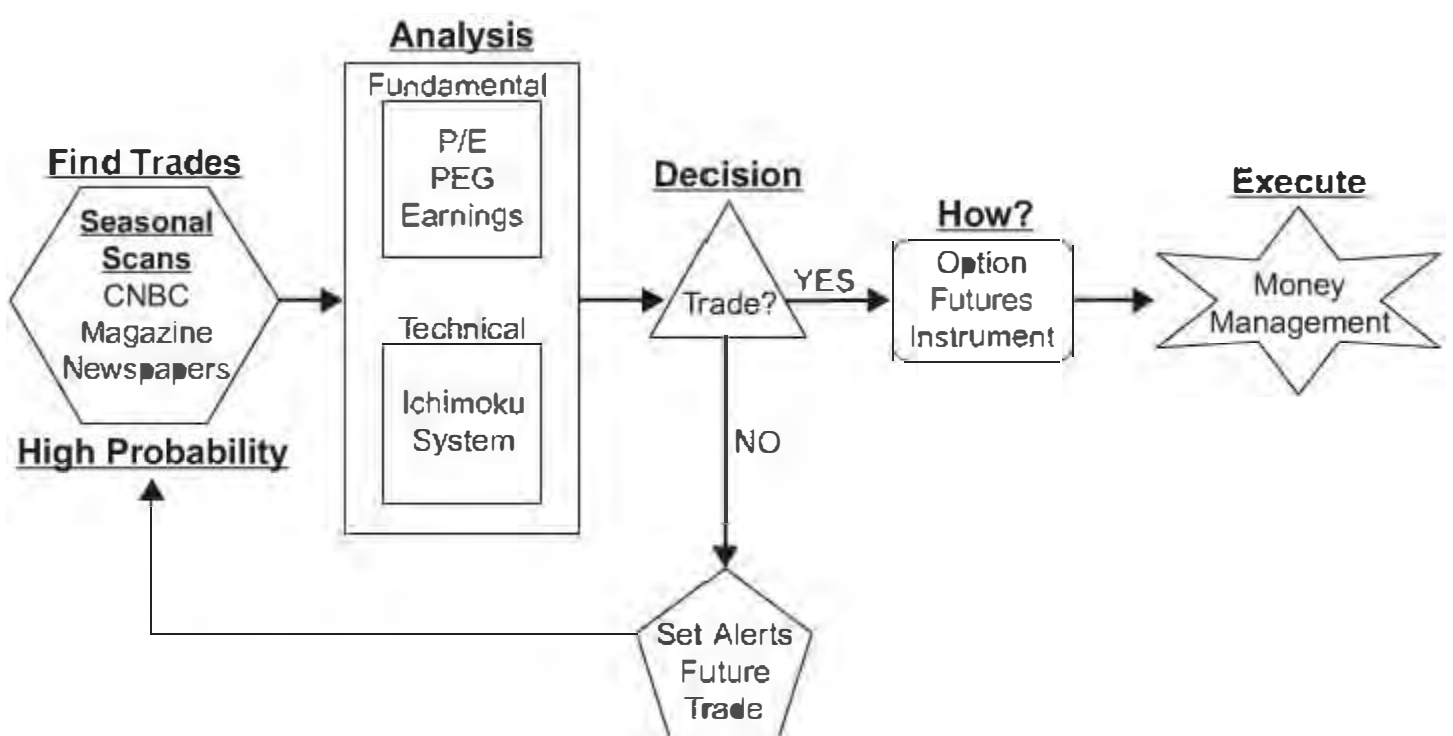 Find Trades
Seasonal
Scans
CNBC
Magazine
Newspapers
High Probability
Analysis
Fundamental
P/E
PEG
Earnings
Technical
Ichimoku
System
Decision
Trade?
YES
NO
How?
Option
Futures
Instrument
Execute
Money
Management
Set Alerts
Future
Trade